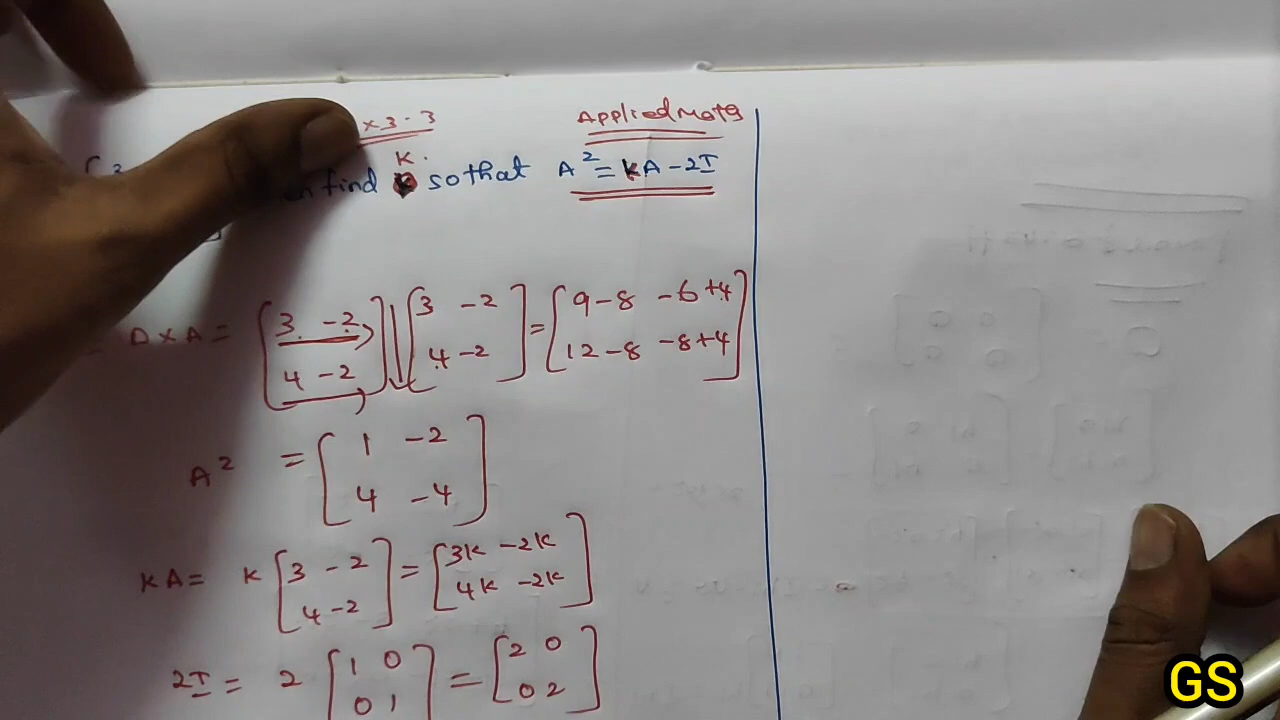 x3.3
Applied Mats
K.
find k so that A² = kA - 2I
A x A = [3 -2 4 -2] [3 -2 4 -2] = [9-8 -6+4 12-8 -8+4]
A² = [1 -2 4 -4]
KA = K [3 -2 4 -2] = [3K -2K 4K -2K]
2I = 2 [1 0 0 1] = [2 0 0 2]
GS